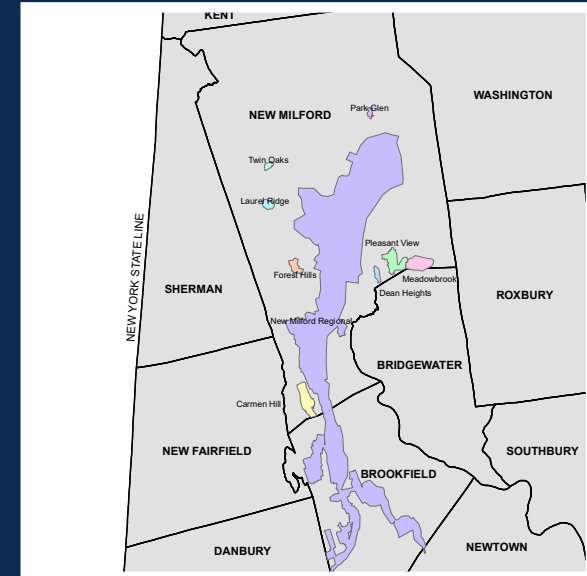 KENT
WASHINGTON
Park Glen
NEW MILFORD
Twin Oaks
Laurel Ridge
NEW YORK STATE LINE
Pleasant View
Forest Hills
Meadowbrook
SHERMAN
Dean Heights
ROXBURY
New Milford Regional
BRIDGEWATER
Carmen Hill
NEW FAIRFIELD
SOUTHBURY
BROOKFIELD
DANBURY
NEWTOWN